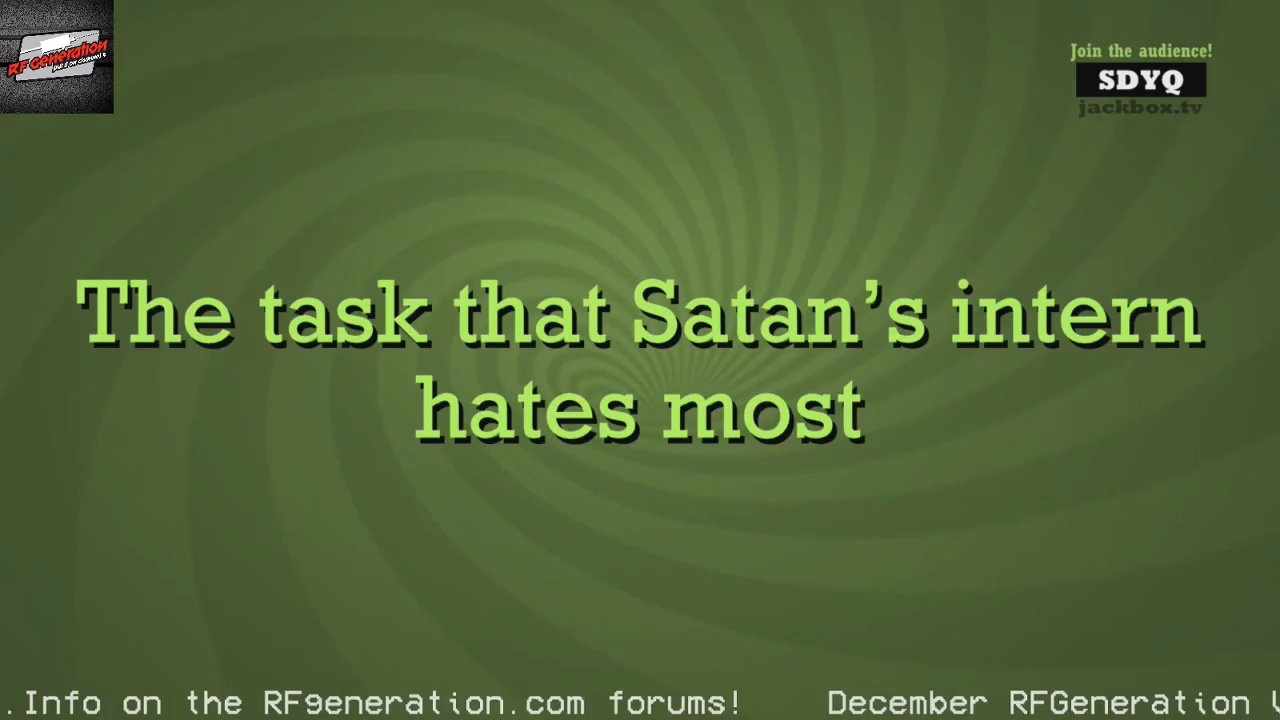 RF Generation
Join the audience!
SDYQ
jackbox.tv
The task that Satan's intern
hates most
.Info on the RFgeneration.com forums! December RFGeneration